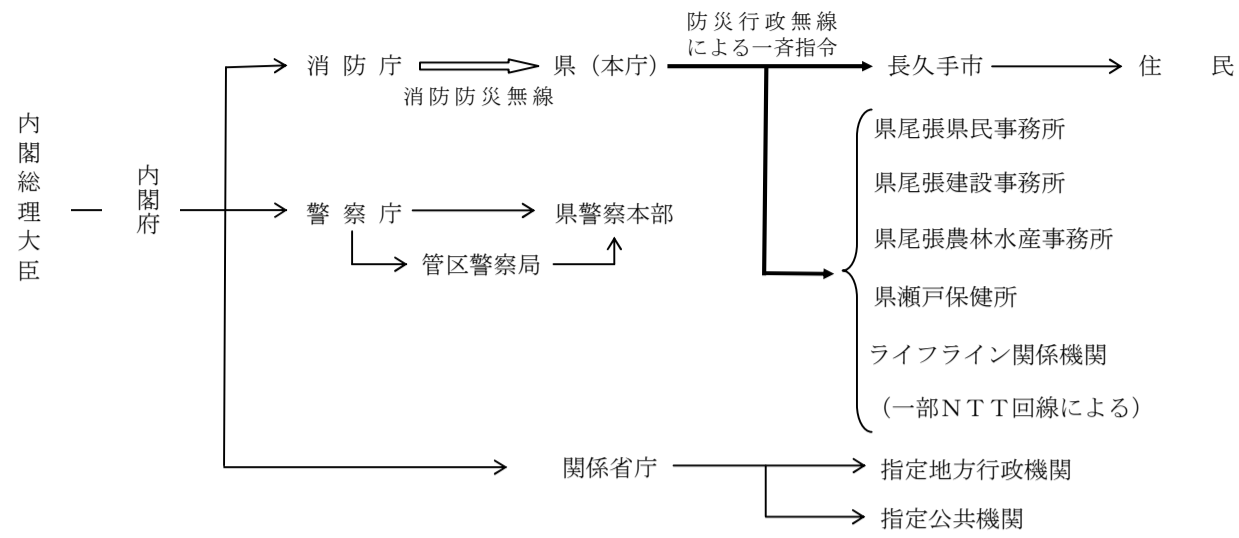 内閣総理大臣
内閣府
消防庁
消防防災無線
県（本庁）
防災行政無線
による一斉指令
長久手市
住民
県尾張県民事務所
県尾張建設事務所
県尾張農林水産事務所
県瀬戸保健所
ライフライン関係機関
（一部ＮＴＴ回線による）
警察庁
県警察本部
管区警察局
関係省庁
指定地方行政機関
指定公共機関